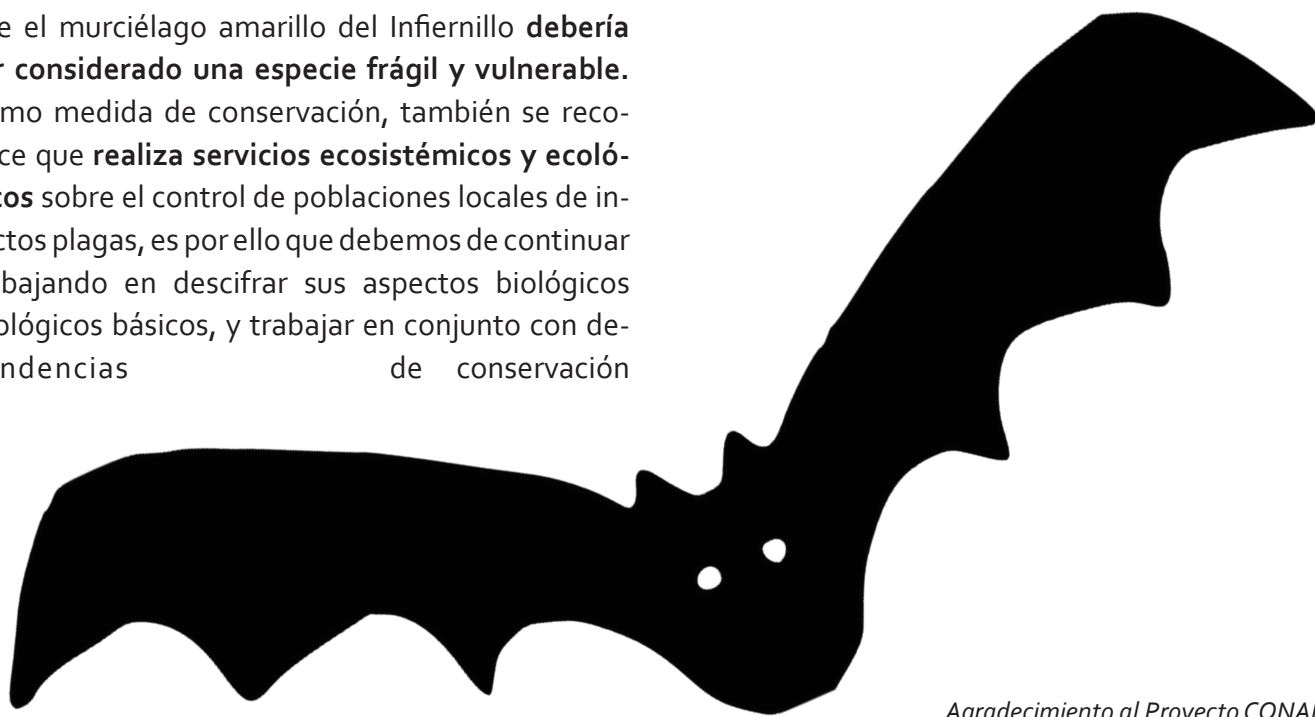 e el murciélago amarillo del Infiernillo debería
r considerado una especie frágil y vulnerable.
mo medida de conservación, también se reco-
ce que realiza servicios ecosistémicos y ecoló-
cos sobre el control de poblaciones locales de in-
ctos plagas, es por ello que debemos de continuar
bajando en descifrar sus aspectos biológicos
ológicos básicos, y trabajar en conjunto con de-
ndencias de conservación
Agradecimiento al Proyecto CONA